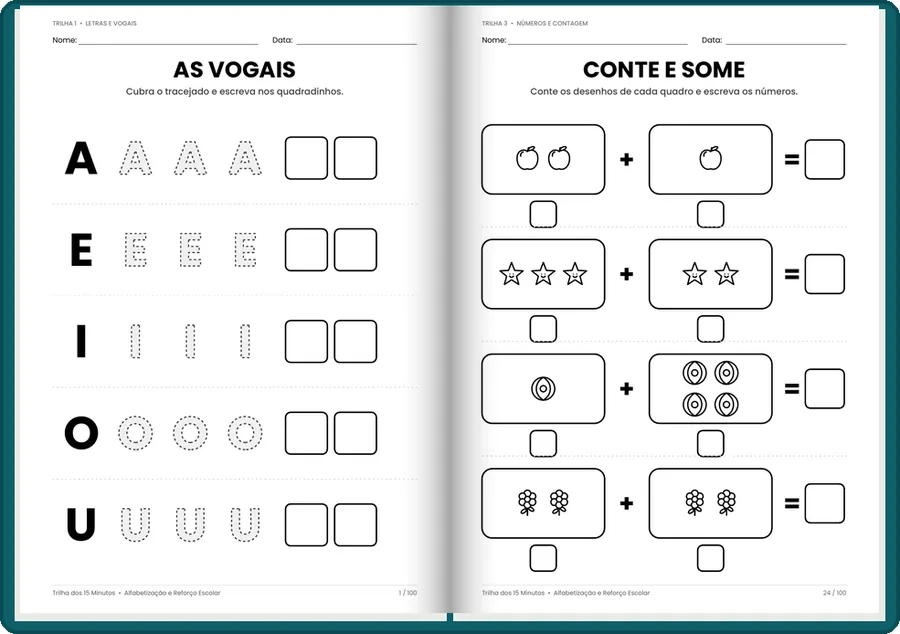 TRILHA 1 • LETRAS E VOGAIS
Nome: Data:
AS VOGAIS
Cubra o tracejado e escreva nos quadradinhos.
A A A A
E E E E
I I I I
O O O O
U U U U
Trilha dos 15 Minutos • Alfabetização e Reforço Escolar 1 / 100
TRILHA 3 • NÚMEROS E CONTAGEM
Nome: Data:
CONTE E SOME
Conte os desenhos de cada quadro e escreva os números.
+ =
+ =
+ =
+ =
Trilha dos 15 Minutos • Alfabetização e Reforço Escolar 24 / 100